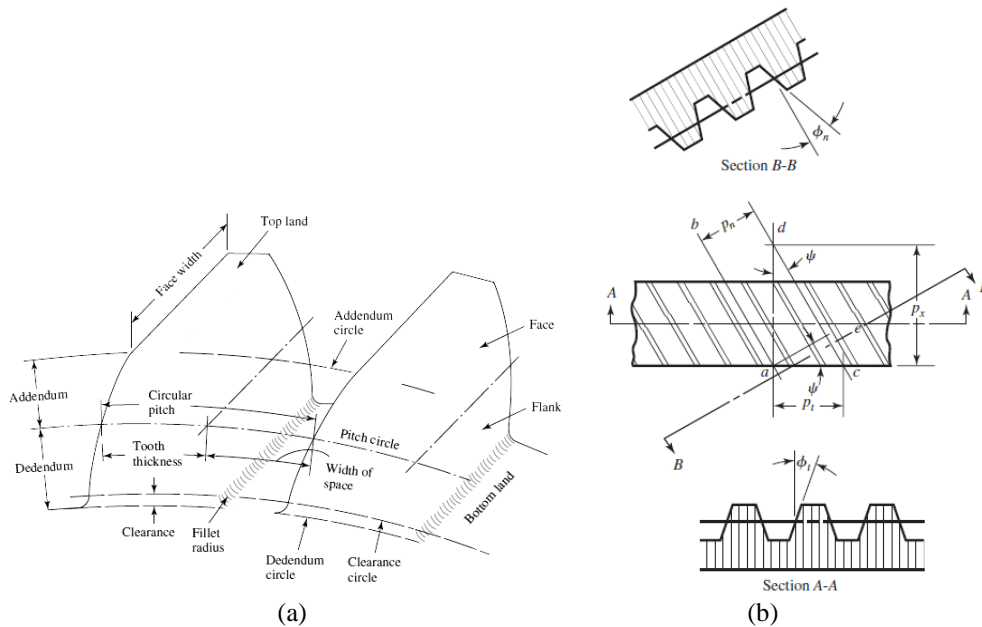 Top land
Face width
Addendum
circle
Face
Addendum
Circular
pitch
Flank
Pitch circle
Dedendum
Tooth
thickness
Width of
space
Bottom land
Clearance
Fillet
radius
Dedendum
circle
Clearance
circle
(a)
ϕn
Section B-B
b
pn
d
ψ
A
A
px
e
a
c
ψ
pt
B
ϕt
Section A-A
(b)